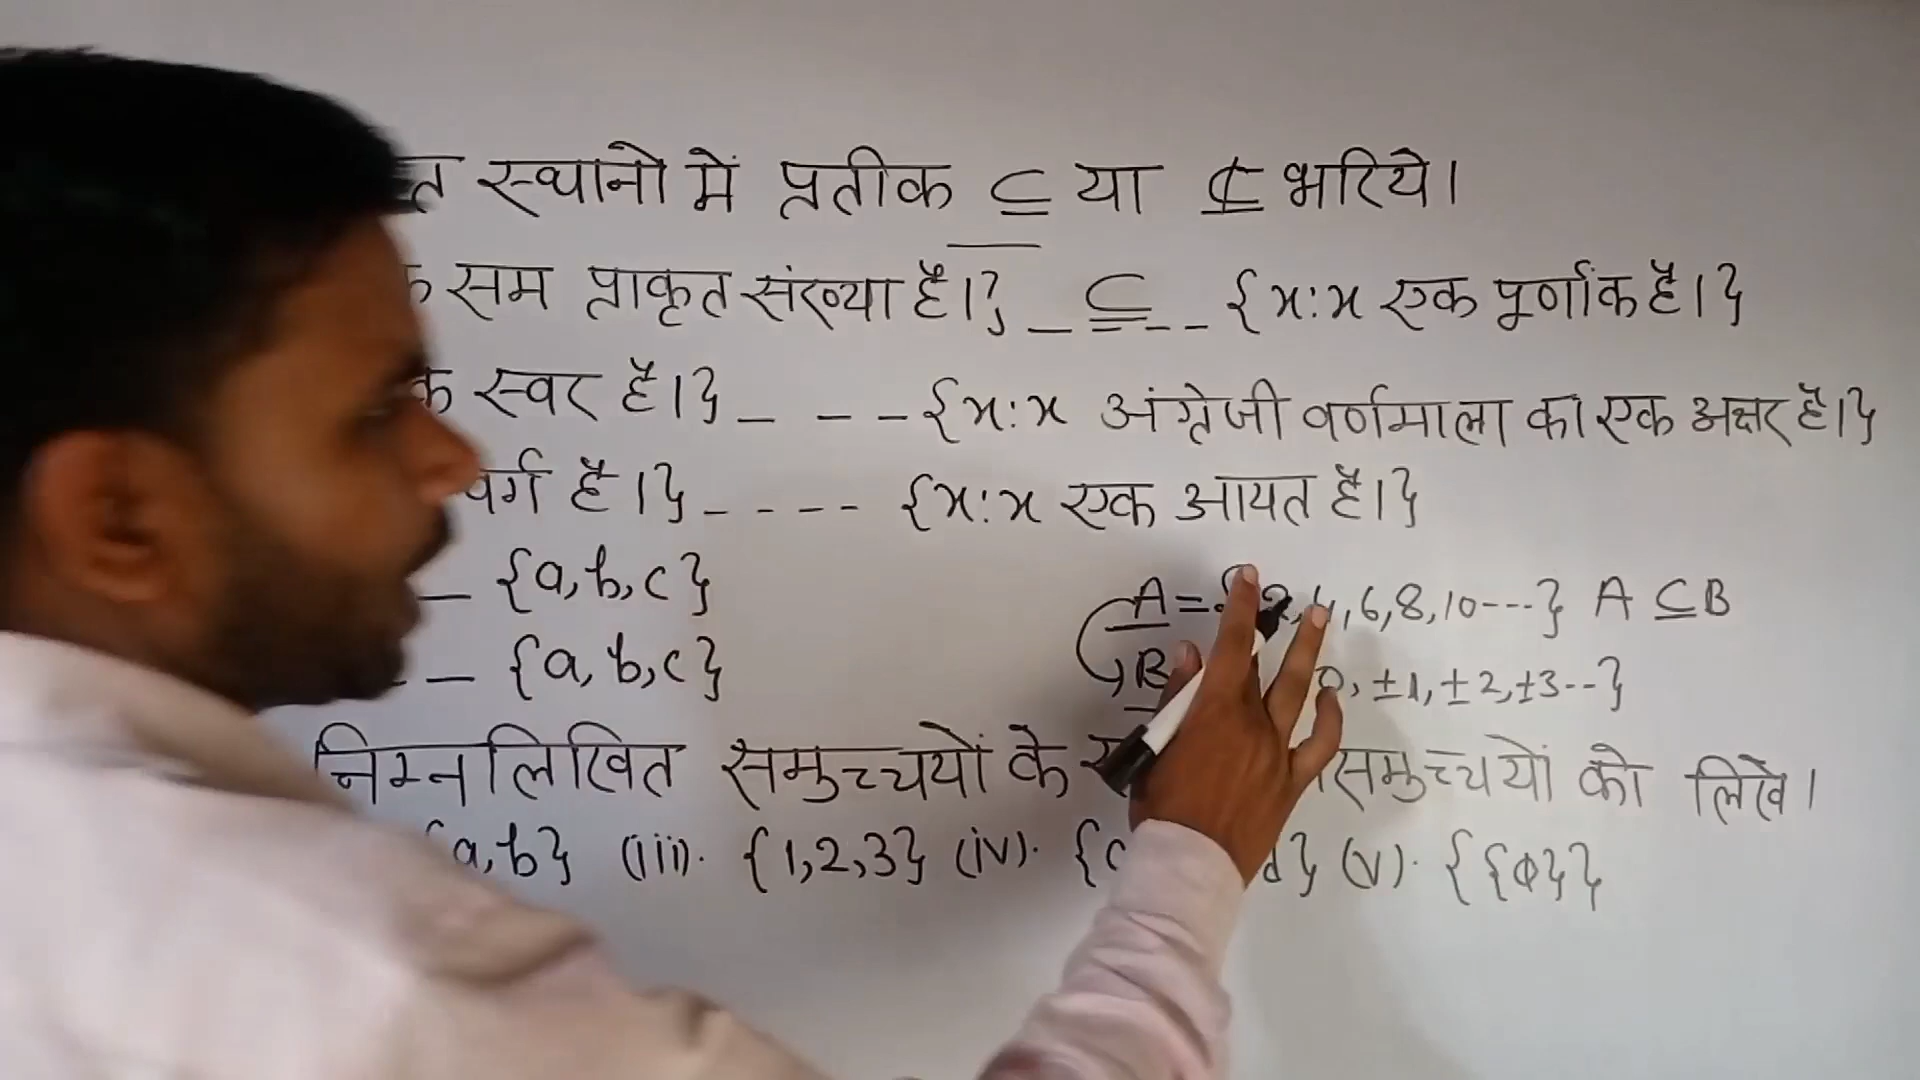 स्थानो में प्रतीक ⊆ या ⊈ भरिये।
सम प्राकृत संख्या है।} _ ⊆ _ _ {x:x एक पूर्णांक है।}
स्वर है।} _ _ _ _ {x:x अंग्रेजी वर्णमाला का एक अक्षर है।}
वर्ग है।} _ _ _ _ {x:x एक आयत है।}
_ {a,b,c}
A = {2,4,6,8,10---} A ⊆ B
_ _ {a,b,c}
B 0, ±1, ±2, ±3--}
निम्नलिखित समुच्चयों के समुच्चयों को लिखे।
a,b} (iii). {1,2,3} (iv). { d} (v). {{φ}}